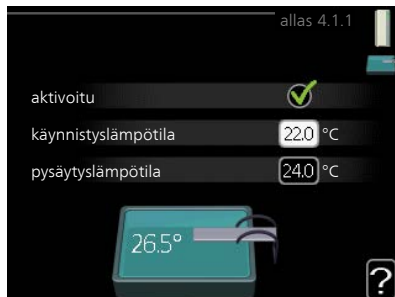 allas 4.1.1
aktivoitu
käynnistyslämpötila 22.0 °C
pysäytyslämpötila 24.0 °C
26.5°
?